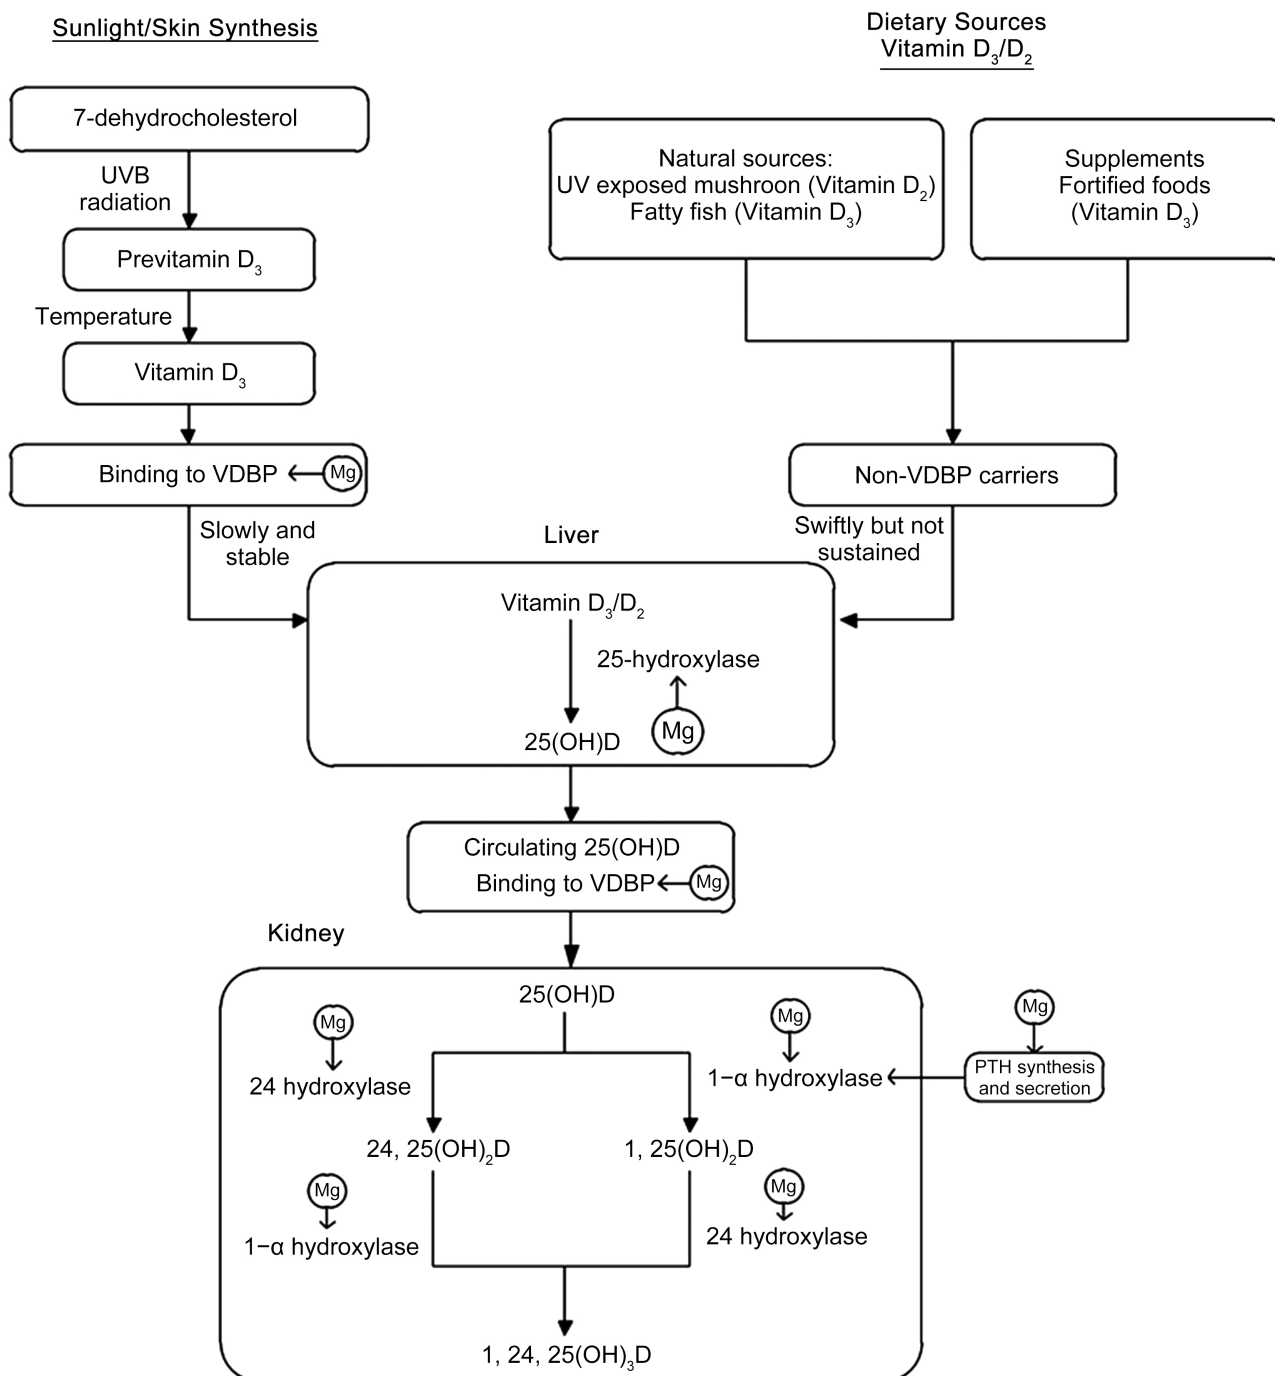 Sunlight/Skin Synthesis
7-dehydrocholesterol
UVB
radiation
Previtamin D₃
Temperature
Vitamin D₃
Binding to VDBP
Mg
Slowly and
stable
Dietary Sources
Vitamin D₃/D₂
Natural sources:
UV exposed mushroon (Vitamin D₂)
Fatty fish (Vitamin D₃)
Supplements
Fortified foods
(Vitamin D₃)
Non-VDBP carriers
Swiftly but not
sustained
Liver
Vitamin D₃/D₂
25-hydroxylase
Mg
25(OH)D
Circulating 25(OH)D
Binding to VDBP
Mg
Kidney
25(OH)D
Mg
24 hydroxylase
Mg
1−α hydroxylase
Mg
PTH synthesis
and secretion
24, 25(OH)₂D
1, 25(OH)₂D
Mg
1−α hydroxylase
Mg
24 hydroxylase
1, 24, 25(OH)₃D